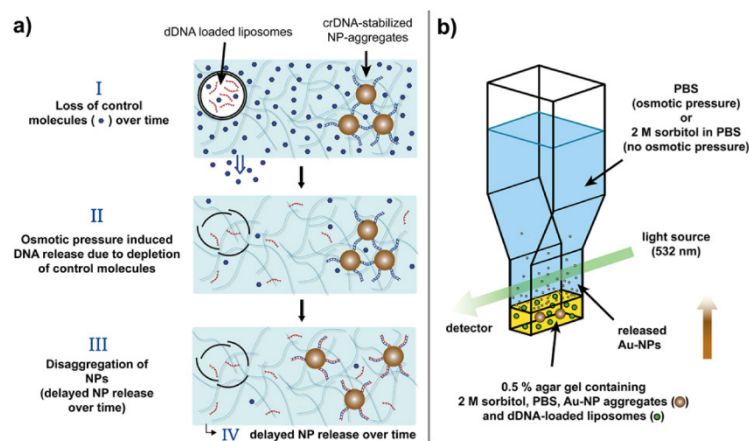 a)
dDNA loaded liposomes
crDNA-stabilized
NP-aggregates
I
Loss of control
molecules ( ) over time
II
Osmotic pressure induced
DNA release due to depletion
of control molecules
III
Disaggregation of
NPs
(delayed NP release
over time)
IV delayed NP release over time
b)
PBS
(osmotic pressure)
or
2 M sorbitol in PBS
(no osmotic pressure)
light source
(532 nm)
detector
released
Au-NPs
0.5 % agar gel containing
2 M sorbitol, PBS, Au-NP aggregates ( )
and dDNA-loaded liposomes ( )